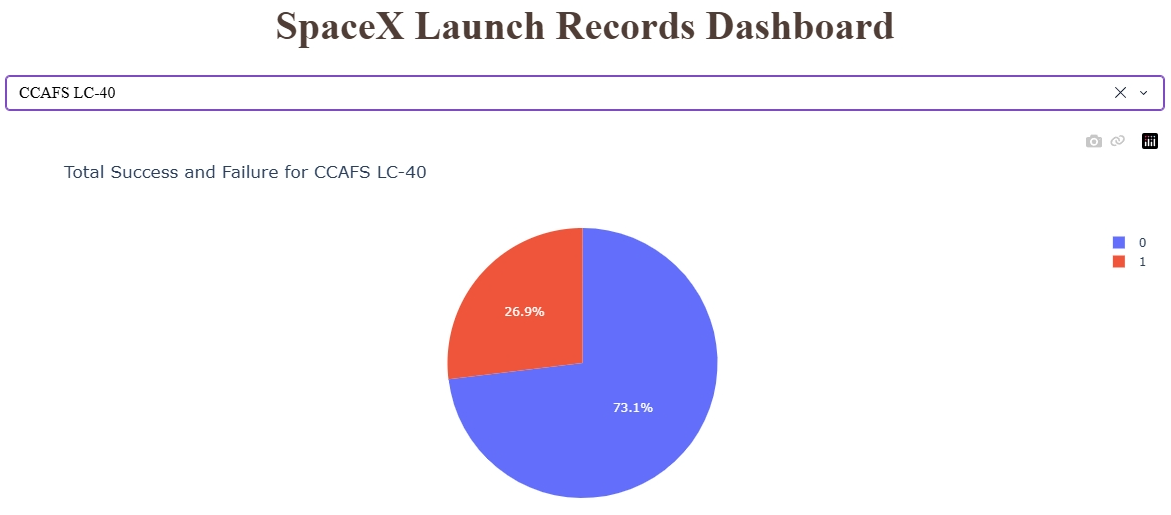 SpaceX Launch Records Dashboard
CCAFS LC-40
Total Success and Failure for CCAFS LC-40
0
1
26.9%
73.1%